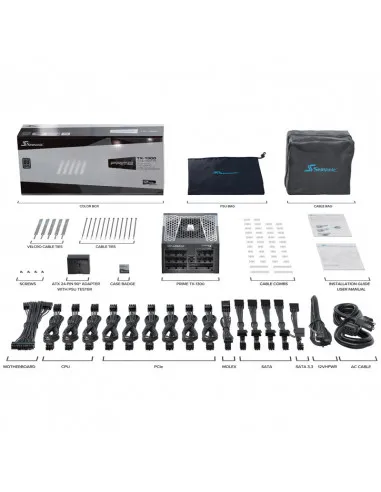 Seasonic
PRIME
Seasonic
COLOR BOX
PSU BAG
CABLE BAG
VELCRO CABLE TIES
CABLE TIES
SCREWS
ATX 24 PIN 90° ADAPTER
WITH PSU TESTER
CASE BADGE
CABLE COMBS
INSTALLATION GUIDE
USER MANUAL
MOTHERBOARD
CPU
PCIe
MOLEX
SATA
SATA 3.3
12VHPWR
AC CABLE